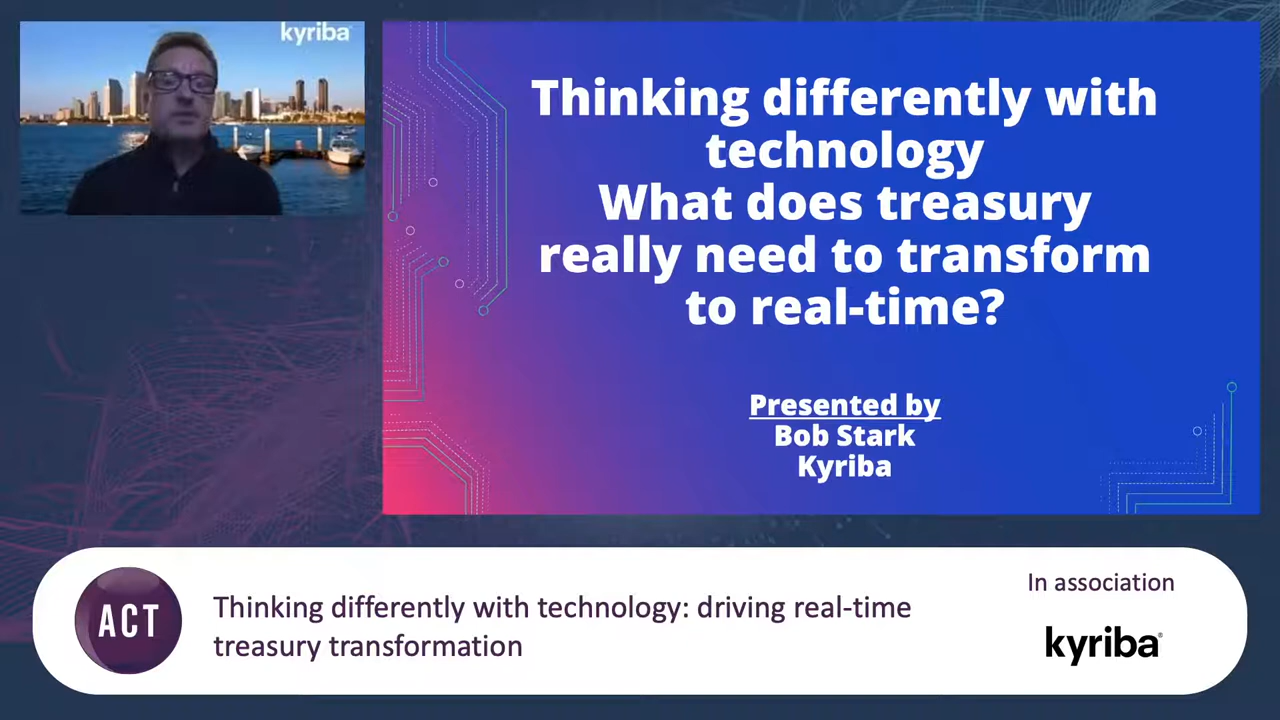 kyriba
Thinking differently with
technology
What does treasury
really need to transform
to real-time?
Presented by
Bob Stark
Kyriba
ACT
Thinking differently with technology: driving real-time
treasury transformation
In association
kyriba